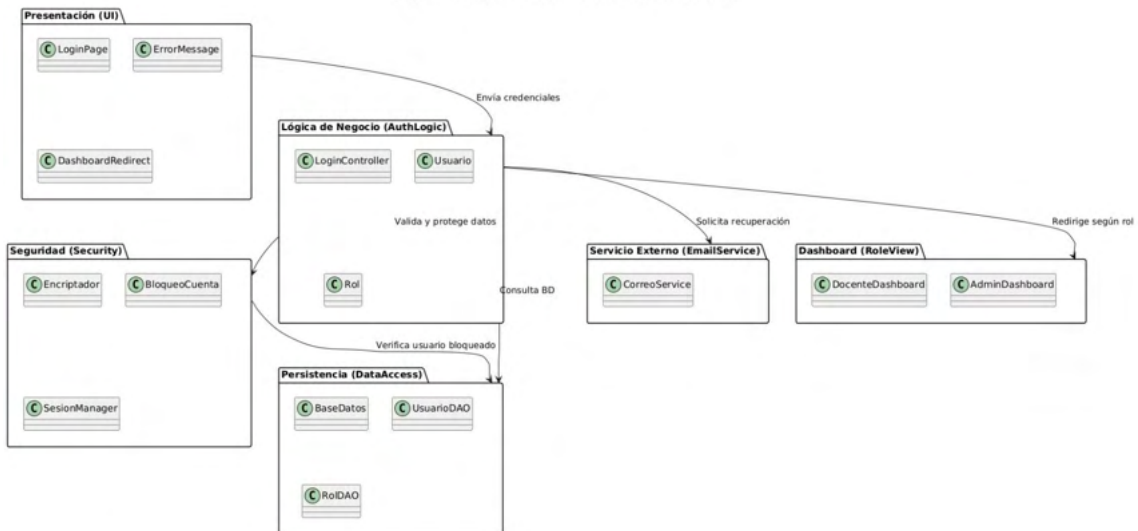 Presentación (UI)
C LoginPage
C ErrorMessage
C DashboardRedirect
Envía credenciales
Lógica de Negocio (AuthLogic)
C LoginController
C Usuario
Valida y protege datos
C Rol
Consulta BD
Solicita recuperación
Redirige según rol
Seguridad (Security)
C Encriptador
C BloqueoCuenta
C SesionManager
Verifica usuario bloqueado
Servicio Externo (EmailService)
C CorreoService
Dashboard (RoleView)
C DocenteDashboard
C AdminDashboard
Persistencia (DataAccess)
C BaseDatos
C UsuarioDAO
C RolDAO